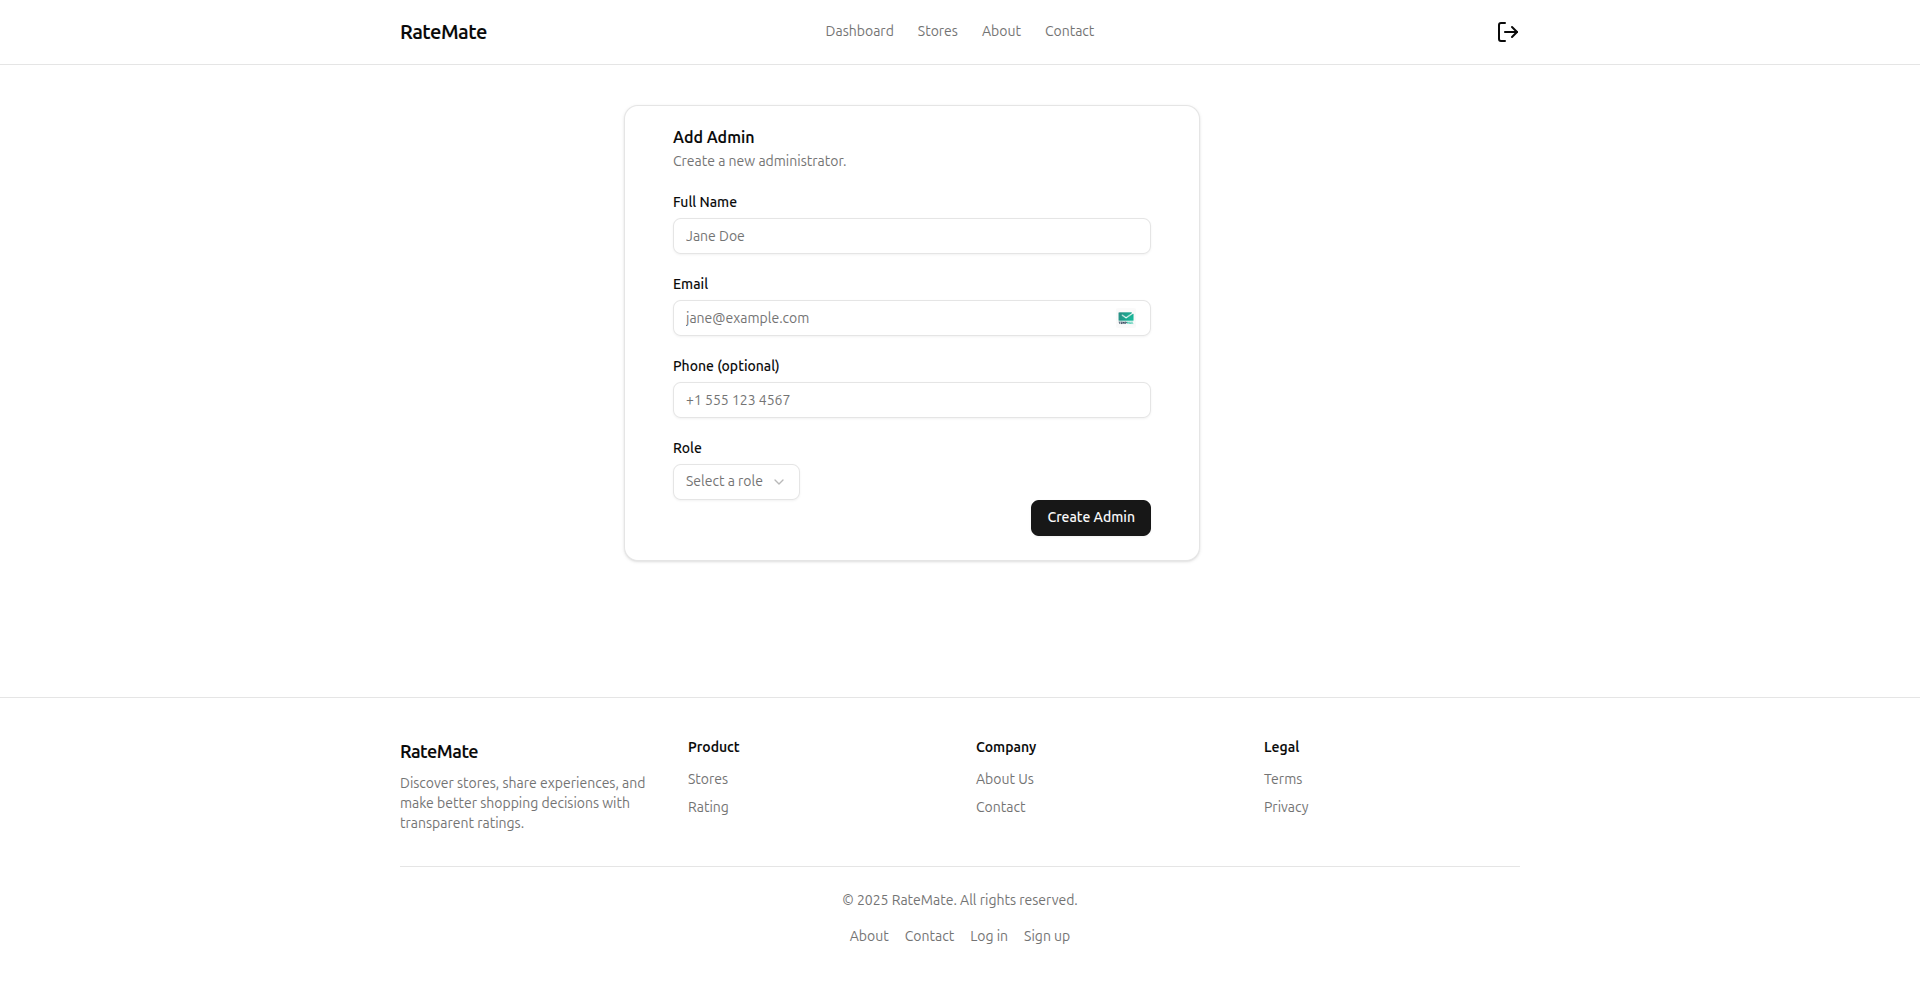 RateMate
Dashboard Stores About Contact
Add Admin
Create a new administrator.
Full Name
Jane Doe
Email
jane@example.com
Phone (optional)
+1 555 123 4567
Role
Select a role
Create Admin
RateMate
Discover stores, share experiences, and
make better shopping decisions with
transparent ratings.
Product
Stores
Rating
Company
About Us
Contact
Legal
Terms
Privacy
© 2025 RateMate. All rights reserved.
About Contact Log in Sign up